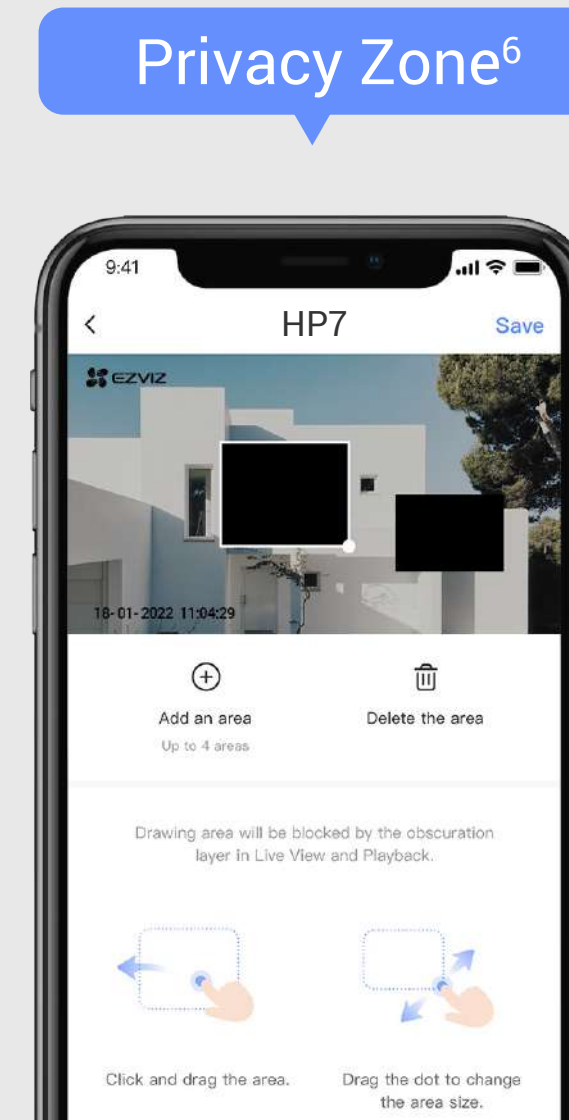 Privacy Zone⁶
9:41
HP7
Save
EZVIZ
18-01-2022 11:04:29
Add an area
Up to 4 areas
Delete the area
Drawing area will be blocked by the obscuration
layer in Live View and Playback.
Click and drag the area.
Drag the dot to change
the area size.